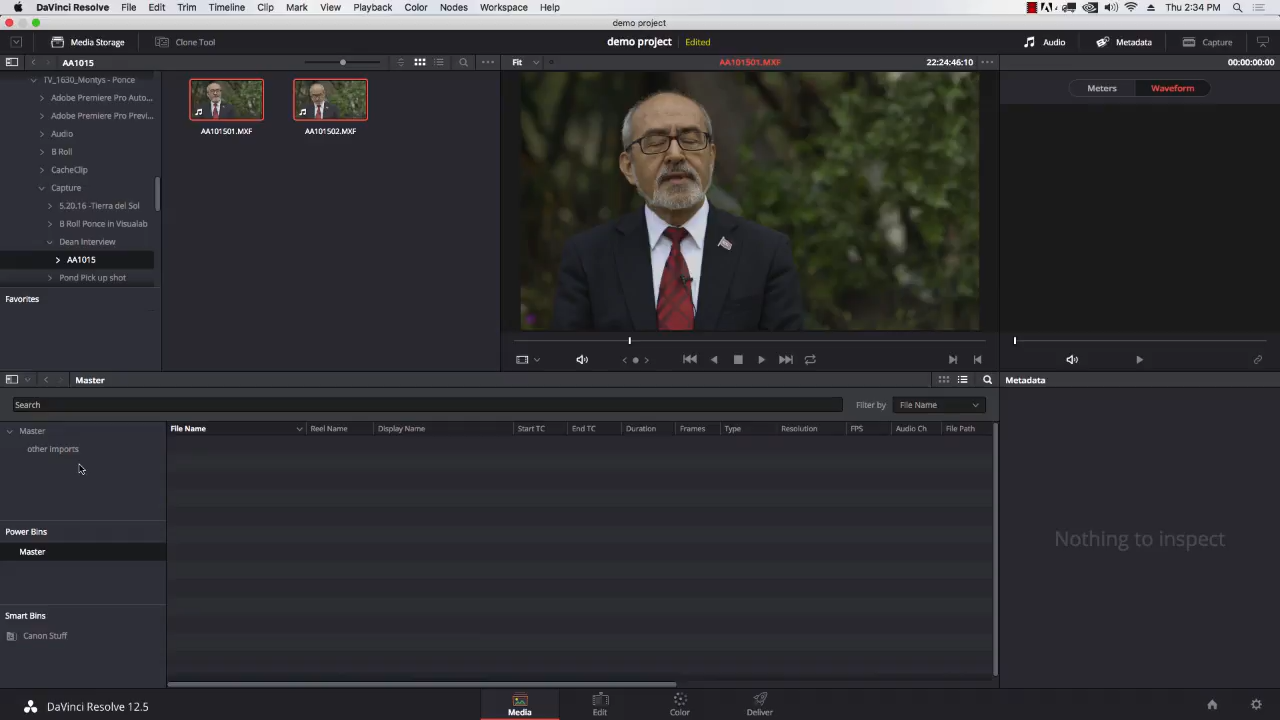 DaVinci Resolve File Edit Trim Timeline Clip Mark View Playback Color Nodes Workspace Help
Thu 2:34 PM
demo project
Media Storage Clone Tool
demo project Edited
Audio Metadata Capture
AA1015
Fit AA101501.MXF 22:24:46:10 00:00:00:00
TV_1630_Montys - Ponce
Adobe Premiere Pro Auto...
Adobe Premiere Pro Previ...
Audio
B Roll
CacheClip
Capture
5.20.16 -Tierra del Sol
B Roll Ponce in Visualab
Dean Interview
AA1015
Pond Pick up shot
Favorites
AA101501.MXF AA101502.MXF
Meters Waveform
Master
Metadata
Search
Filter by File Name
Master
other imports
Power Bins
Master
Smart Bins
Canon Stuff
File Name Reel Name Display Name Start TC End TC Duration Frames Type Resolution FPS Audio Ch File Path
Nothing to inspect
DaVinci Resolve 12.5
Media Edit Color Deliver